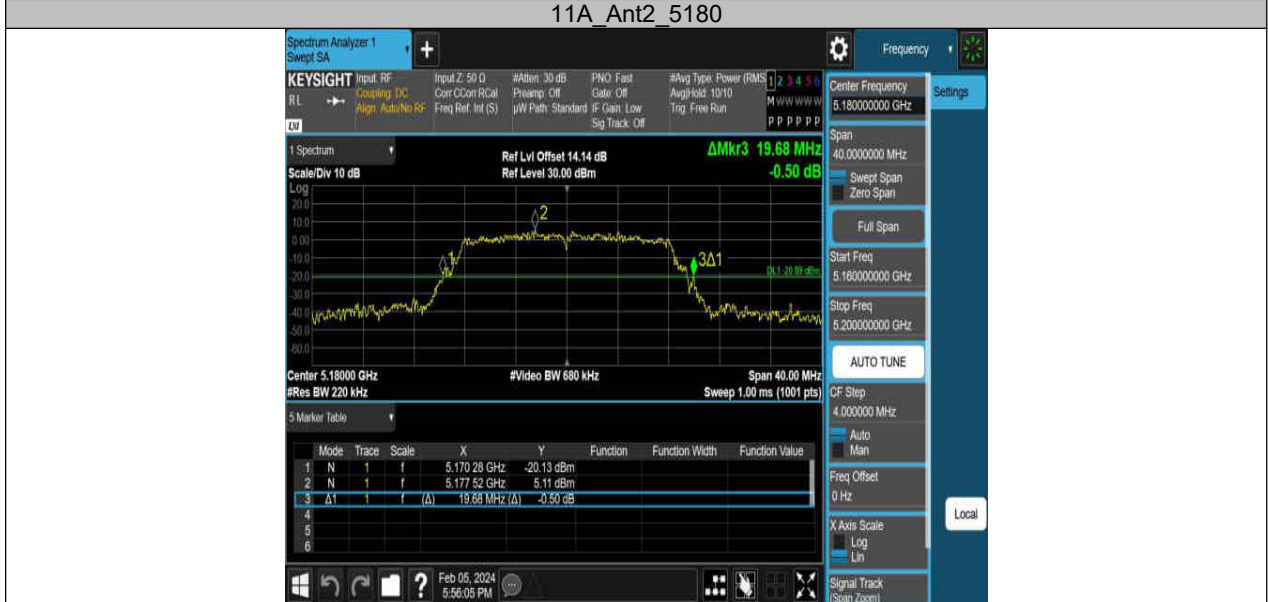 11A_Ant2_5180
Spectrum Analyzer 1
Swept SA
+
Frequency
KEYSIGHT
RL
Input: RF
Coupling: DC
Align: Auto/No RF
Input Z: 50 Ω
Corr CCorr RCal
Freq Ref: Int (S)
#Atten: 30 dB
Preamp: Off
µW Path: Standard
PNO: Fast
Gate: Off
IF Gain: Low
Sig Track: Off
#Avg Type: Power (RMS
Avg|Hold: 10/10
Trig: Free Run
1 2 3 4 5 6
M W W W W W
P P P P P P
Center Frequency
5.180000000 GHz
Settings
Span
40.0000000 MHz
Swept Span
Zero Span
Full Span
Start Freq
5.160000000 GHz
Stop Freq
5.200000000 GHz
AUTO TUNE
CF Step
4.000000 MHz
Auto
Man
Freq Offset
0 Hz
X Axis Scale
Log
Lin
Signal Track
(Span Zoom)
Local
1 Spectrum
Scale/Div 10 dB
Ref Lvl Offset 14.14 dB
Ref Level 30.00 dBm
ΔMkr3 19.68 MHz
-0.50 dB
Log
20.0
10.0
0.00
-10.0
-20.0
-30.0
-40.0
-50.0
-60.0
1
2
3Δ1
DL1 -20.89 dBm
Center 5.18000 GHz
#Video BW 680 kHz
Span 40.00 MHz
#Res BW 220 kHz
Sweep 1.00 ms (1001 pts)
5 Marker Table
Mode Trace Scale X Y Function Function Width Function Value
1 N 1 f 5.170 28 GHz -20.13 dBm
2 N 1 f 5.177 52 GHz 5.11 dBm
3 Δ1 1 f (Δ) 19.68 MHz (Δ) -0.50 dB
4
5
6
?
Feb 05, 2024
5:56:05 PM